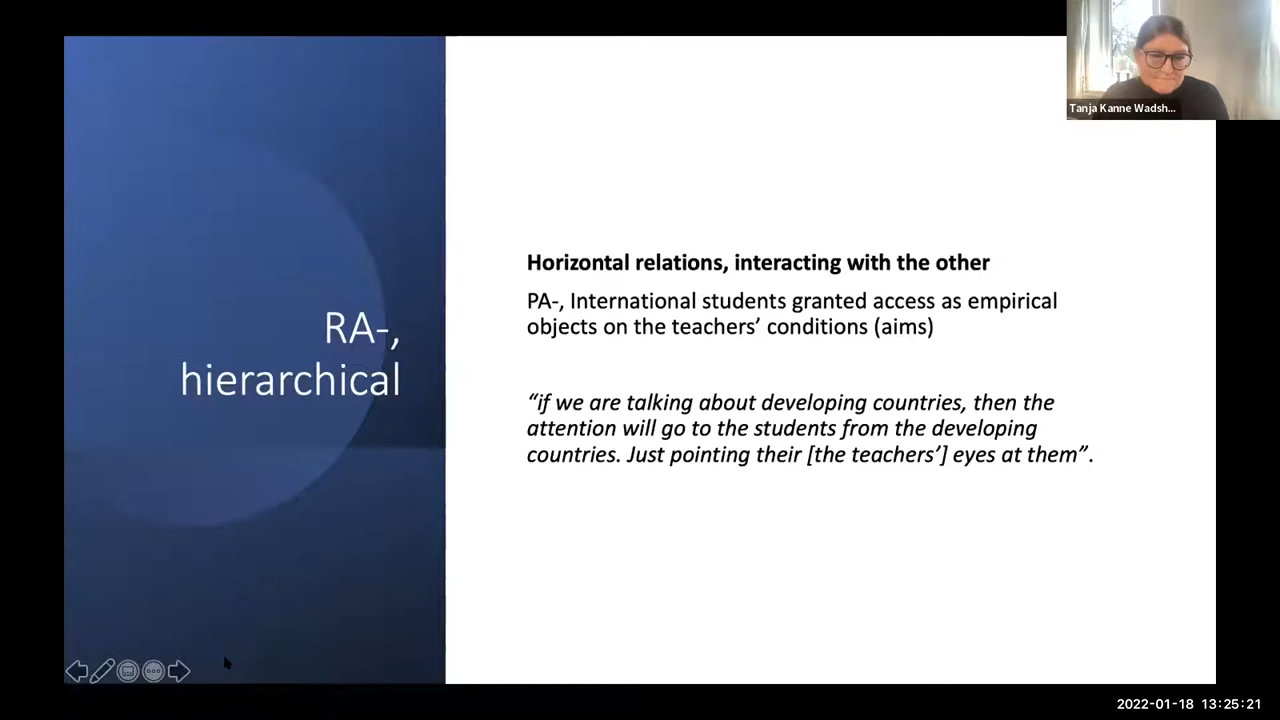 Tanja Kanne Wadsh...
RA-,
hierarchical
Horizontal relations, interacting with the other
PA-, International students granted access as empirical
objects on the teachers’ conditions (aims)
“if we are talking about developing countries, then the
attention will go to the students from the developing
countries. Just pointing their [the teachers’] eyes at them”.
2022-01-18 13:25:21